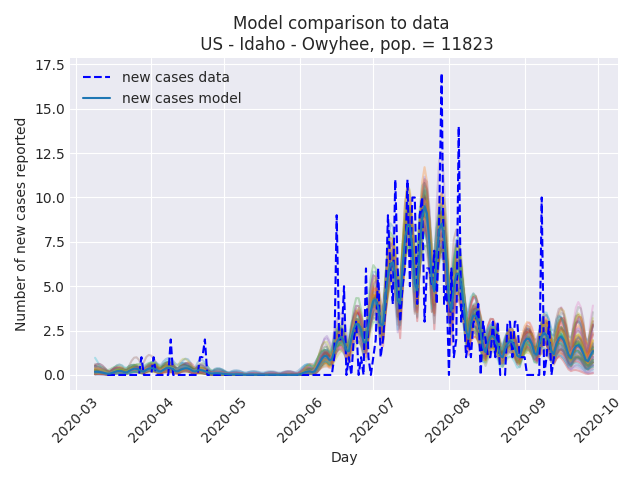 Model comparison to data
US - Idaho - Owyhee, pop. = 11823
17.5
15.0
12.5
10.0
7.5
5.0
2.5
0.0
Number of new cases reported
new cases data
new cases model
2020-03
2020-04
2020-05
2020-06
2020-07
2020-08
2020-09
2020-10
Day